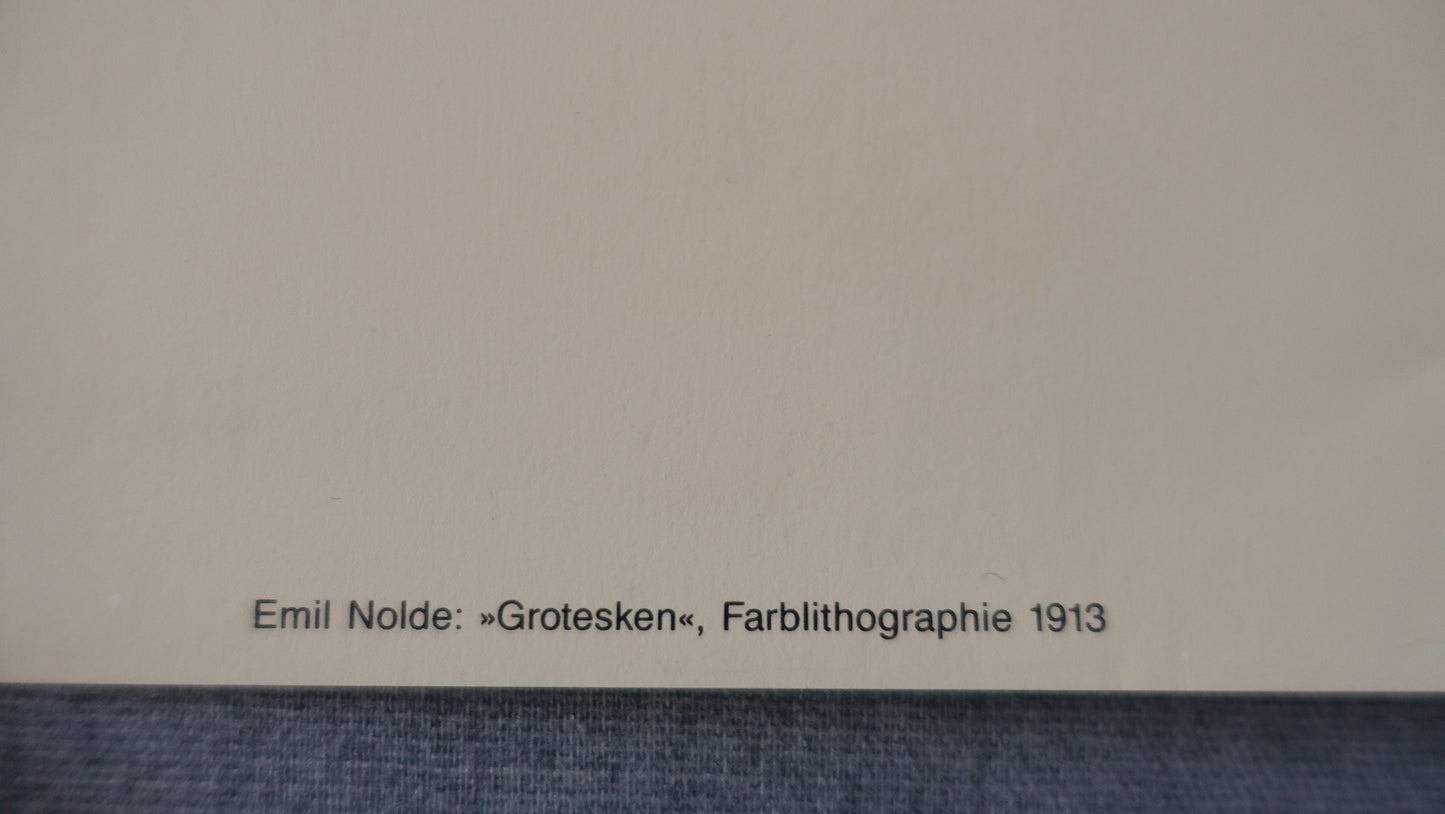 Emil Nolde: »Grotesken«, Farblithographie 1913